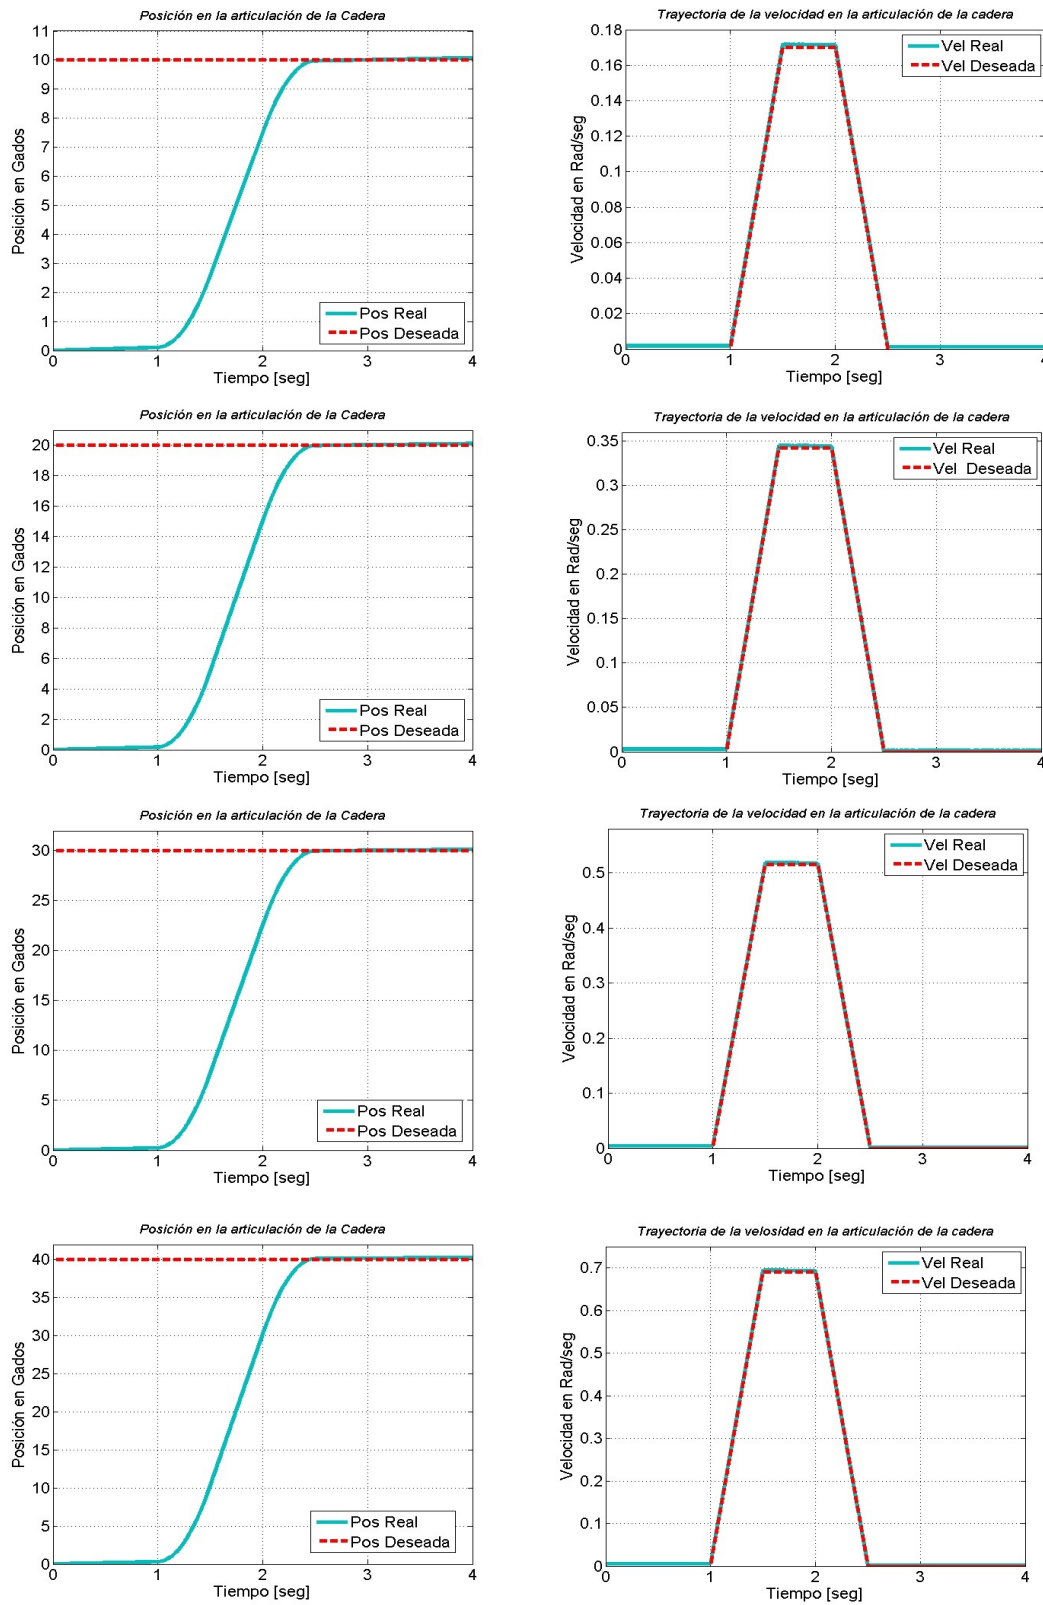 Posición en la articulación de la Cadera
11
10
9
8
7
6
5
4
3
2
1
0
Posición en Gados
Pos Real
Pos Deseada
0 1 2 3 4
Tiempo [seg]
Trayectoria de la velocidad en la articulación de la cadera
0.18
0.16
0.14
0.12
0.1
0.08
0.06
0.04
0.02
0
Velocidad en Rad/seg
Vel Real
Vel Deseada
0 1 2 3 4
Tiempo [seg]
Posición en la articulación de la Cadera
20
18
16
14
12
10
8
6
4
2
0
Posición en Gados
Pos Real
Pos Deseada
0 1 2 3 4
Tiempo [seg]
Trayectoria de la velocidad en la articulación de la cadera
0.35
0.3
0.25
0.2
0.15
0.1
0.05
0
Velocidad en Rad/seg
Vel Real
Vel Deseada
0 1 2 3 4
Tiempo [seg]
Posición en la articulación de la Cadera
30
25
20
15
10
5
0
Posición en Gados
Pos Real
Pos Deseada
0 1 2 3 4
Tiempo [seg]
Trayectoria de la velocidad en la articulación de la cadera
0.5
0.4
0.3
0.2
0.1
0
Velocidad en Rad/seg
Vel Real
Vel Deseada
0 1 2 3 4
Tiempo [seg]
Posición en la articulación de la Cadera
40
35
30
25
20
15
10
5
0
Posición en Gados
Pos Real
Pos Deseada
0 1 2 3 4
Tiempo [seg]
Trayectoria de la velosidad en la articulación de la cadera
0.7
0.6
0.5
0.4
0.3
0.2
0.1
0
Velocidad en Rad/seg
Vel Real
Vel Deseada
0 1 2 3 4
Tiempo [seg]